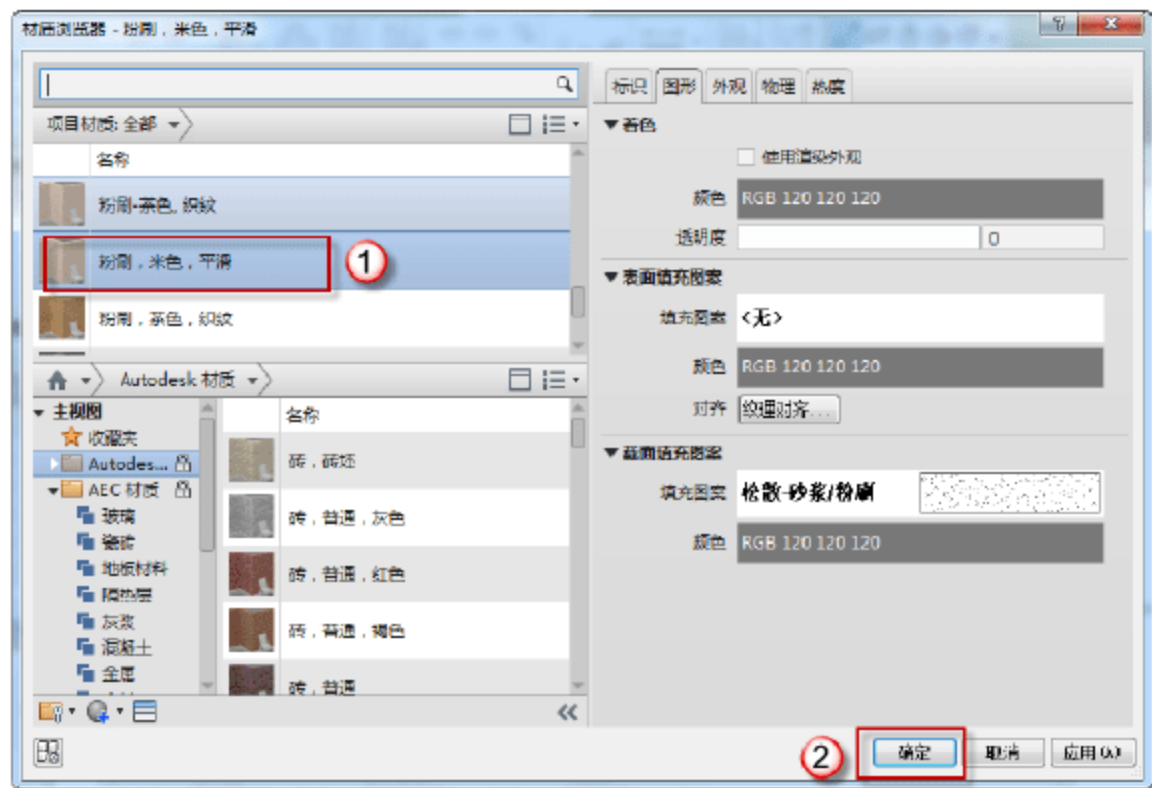 材质浏览器 - 粉刷，米色，平滑
项目材质: 全部
名称
粉刷-茶色, 织纹
粉刷，米色，平滑
①
粉刷，茶色，织纹
Autodesk 材质
主视图
收藏夹
Autodes...
AEC 材质
玻璃
瓷砖
地板材料
隔热层
灰浆
混凝土
金属
名称
砖，砖坯
砖，普通，灰色
砖，普通，红色
砖，普通，褐色
砖，普通
标识 图形 外观 物理 热度
着色
使用渲染外观
颜色 RGB 120 120 120
透明度 0
表面填充图案
填充图案 <无>
颜色 RGB 120 120 120
对齐 纹理对齐...
截面填充图案
填充图案 松散-砂浆/粉刷
颜色 RGB 120 120 120
②
确定 取消 应用 (A)